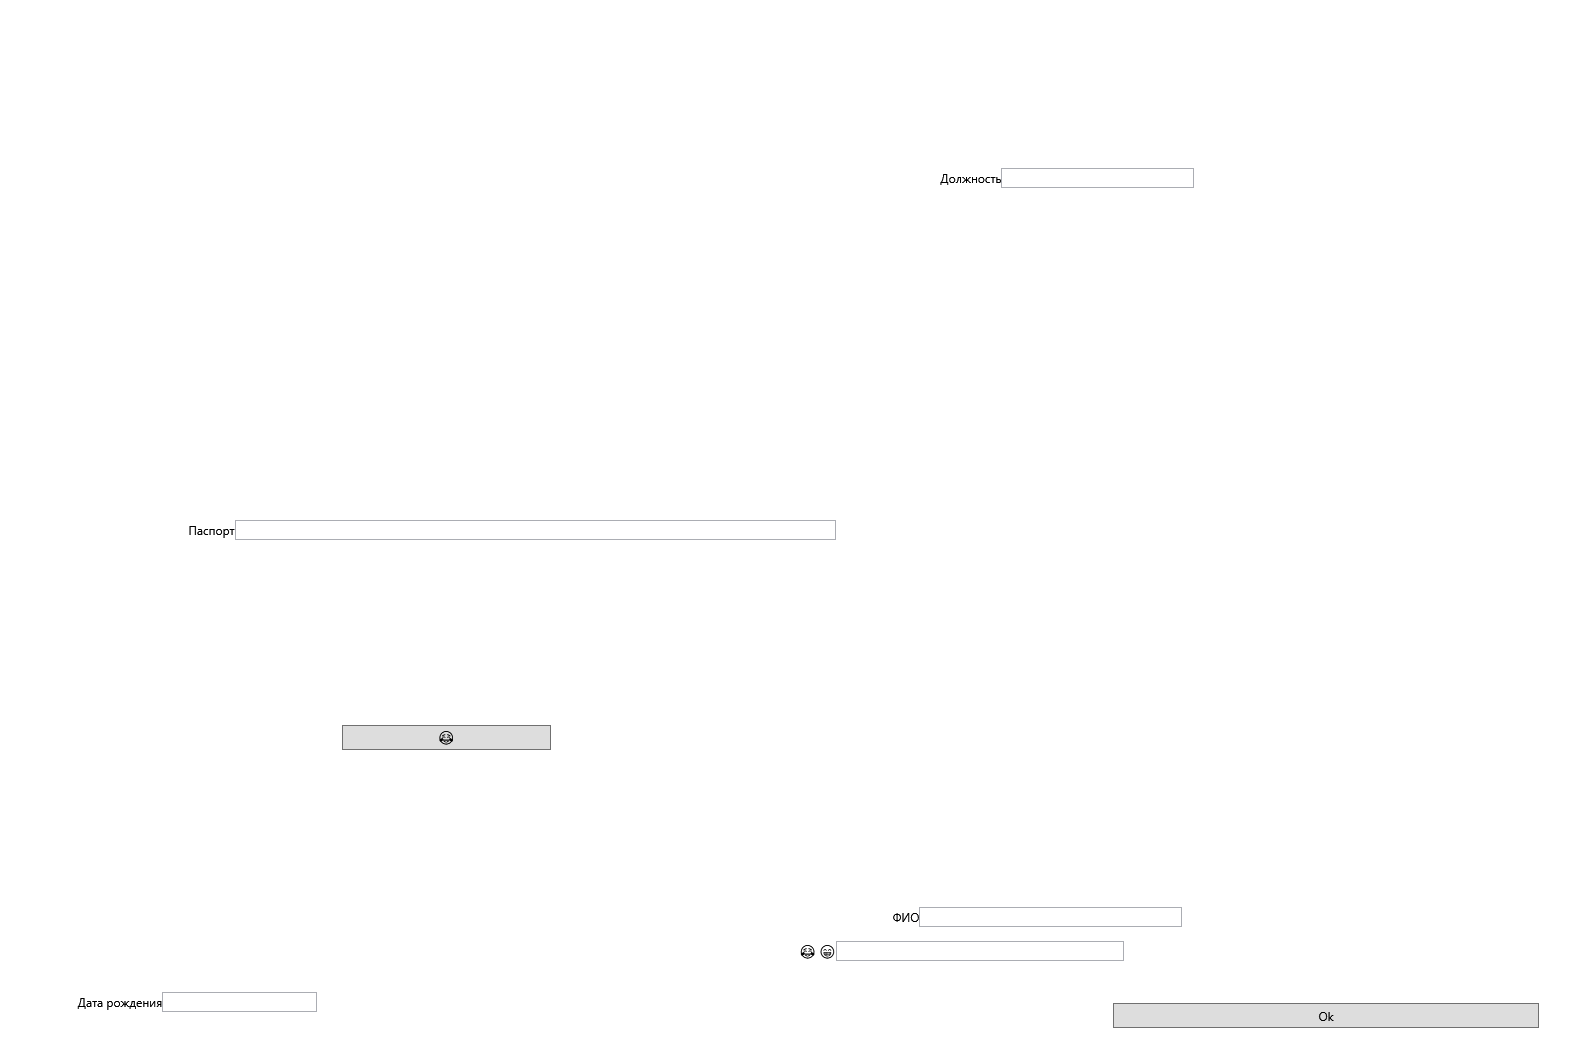 Должность
Паспорт
😂
ФИО
😂 😁
Дата рождения
Ok